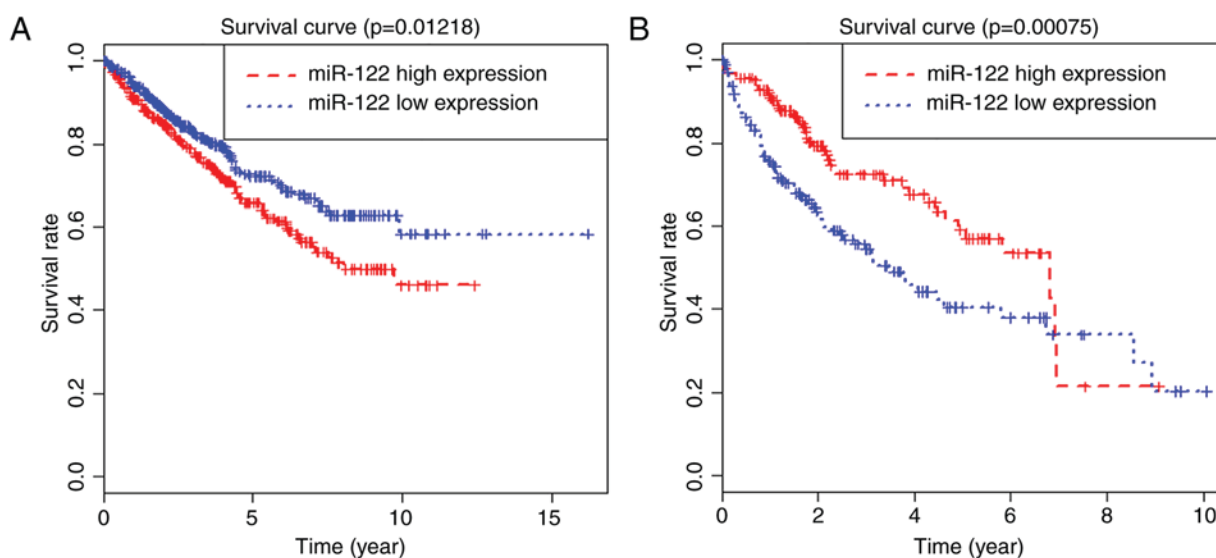 A
Survival curve (p=0.01218)
miR-122 high expression
miR-122 low expression
Survival rate
1.0
0.8
0.6
0.4
0.2
0.0
0
5
10
15
Time (year)
B
Survival curve (p=0.00075)
miR-122 high expression
miR-122 low expression
Survival rate
1.0
0.8
0.6
0.4
0.2
0.0
0
2
4
6
8
10
Time (year)